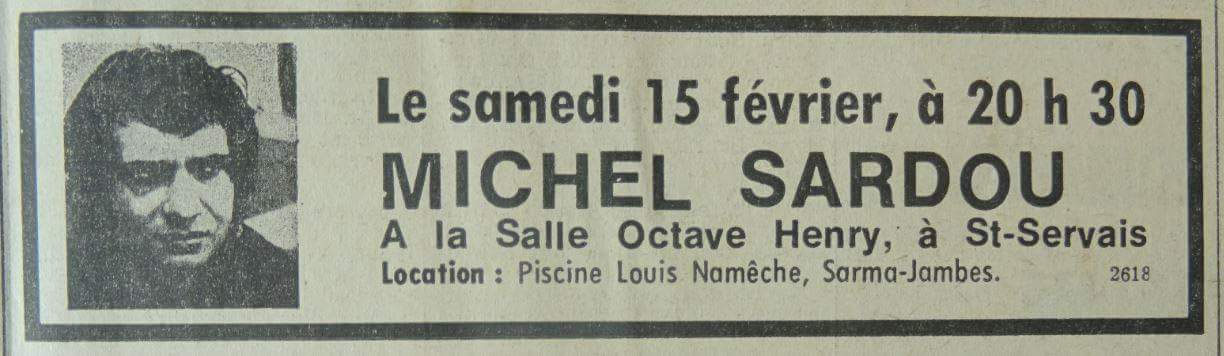 Le samedi 15 février, à 20 h 30
MICHEL SARDOU
A la Salle Octave Henry, à St-Servais
Location : Piscine Louis Namêche, Sarma-Jambes. 2618